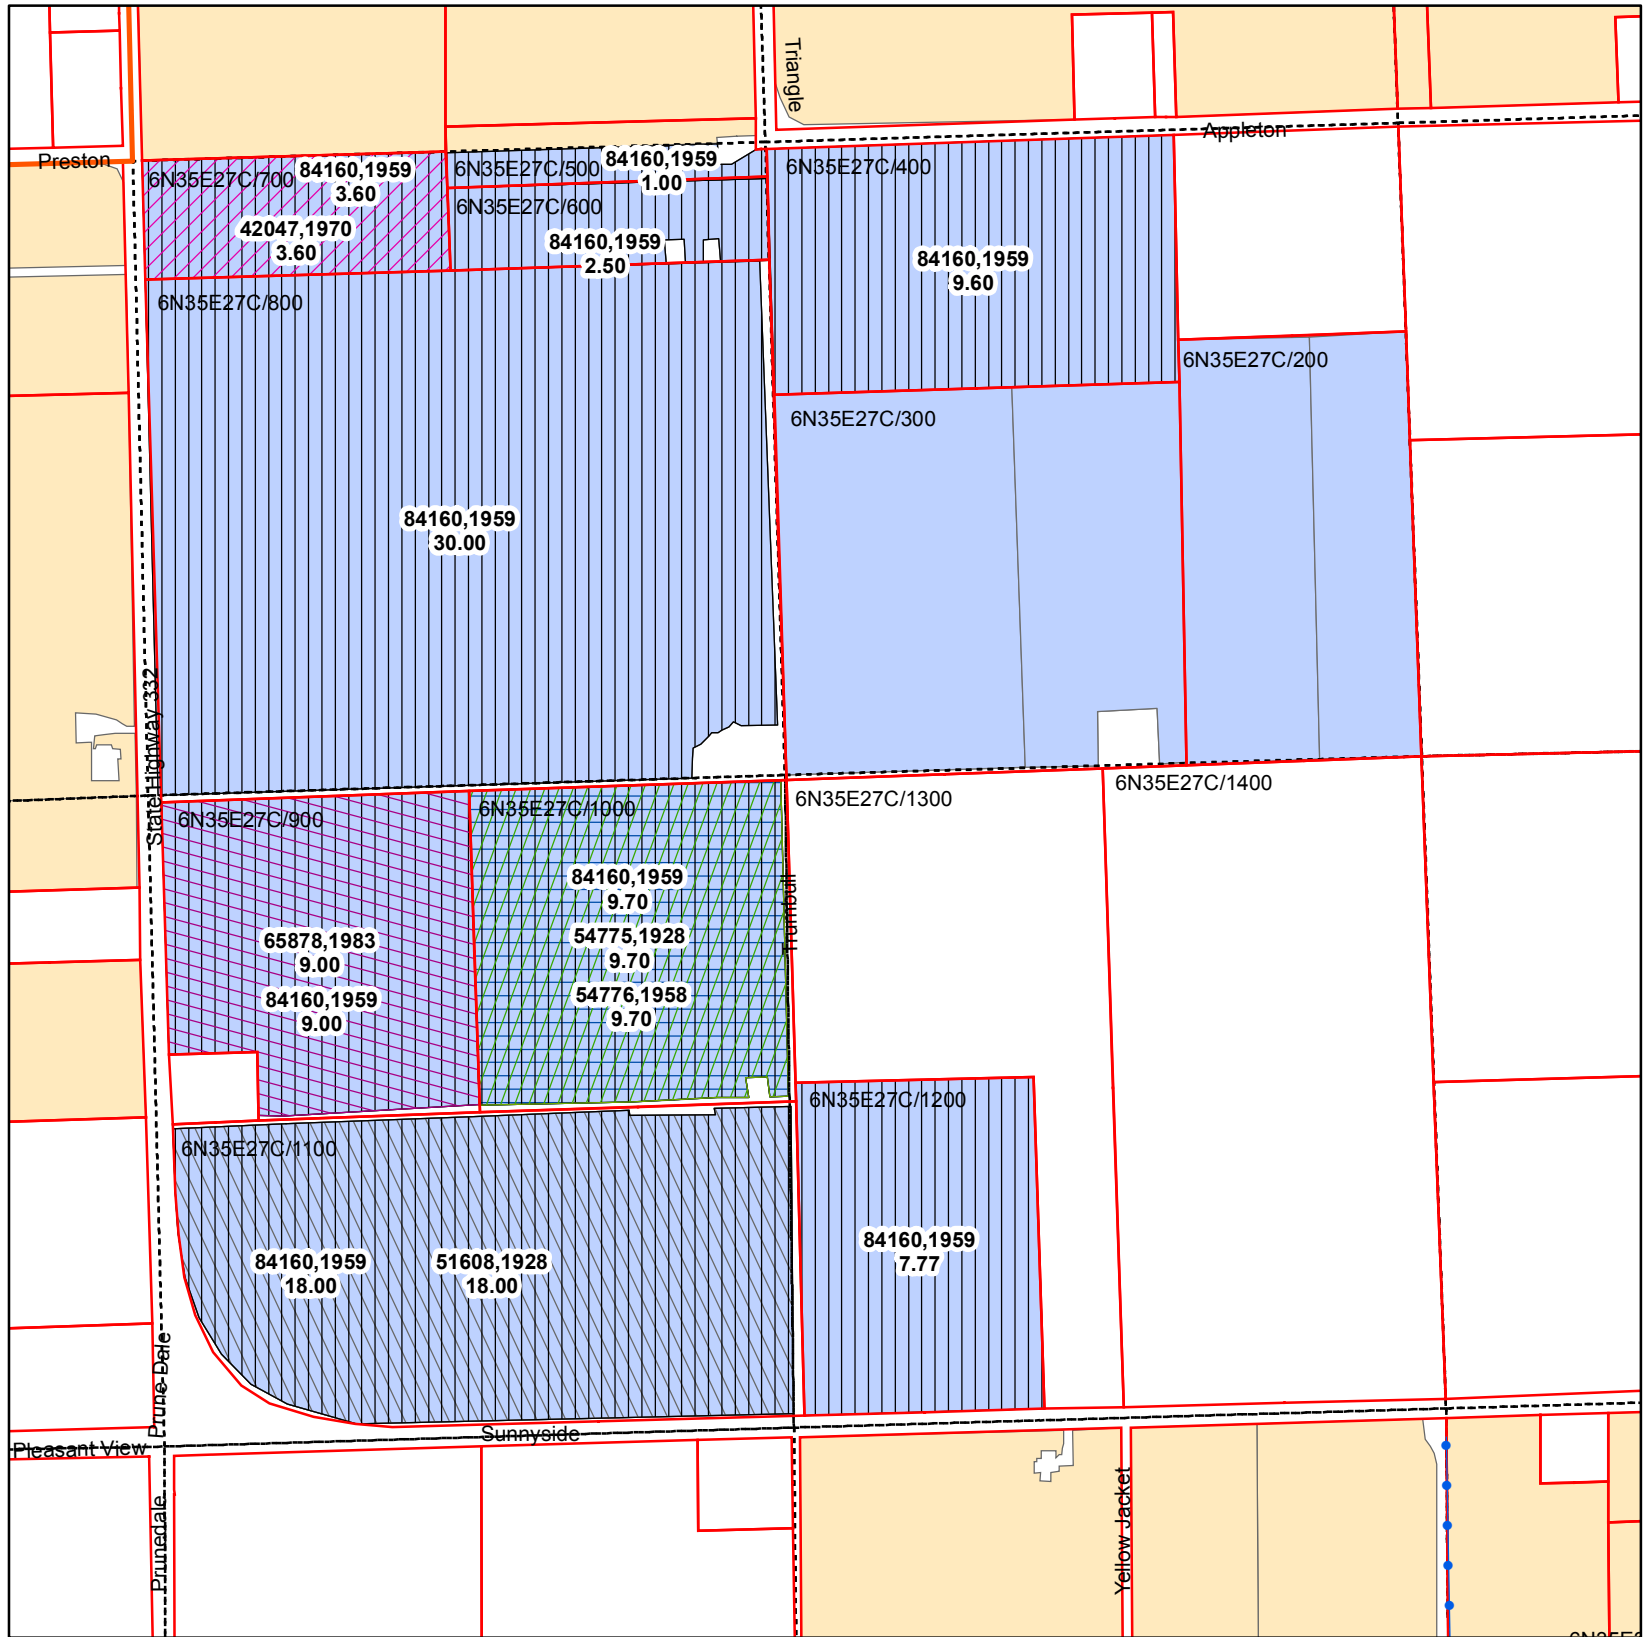 Triangle
Appleton
Preston
6N35E27C/700
84160,1959
3.60
42047,1970
3.60
6N35E27C/500
84160,1959
1.00
6N35E27C/600
84160,1959
2.50
6N35E27C/400
84160,1959
9.60
6N35E27C/800
84160,1959
30.00
6N35E27C/200
6N35E27C/300
State Highway 332
6N35E27C/900
65878,1983
9.00
84160,1959
9.00
6N35E27C/1000
84160,1959
9.70
54775,1928
9.70
54776,1958
9.70
Trumbull
6N35E27C/1300
6N35E27C/1400
6N35E27C/1100
84160,1959
18.00
51608,1928
18.00
6N35E27C/1200
84160,1959
7.77
Prune Dale
Pleasant View
Sunnyside
Prunedale
Yellow Jacket